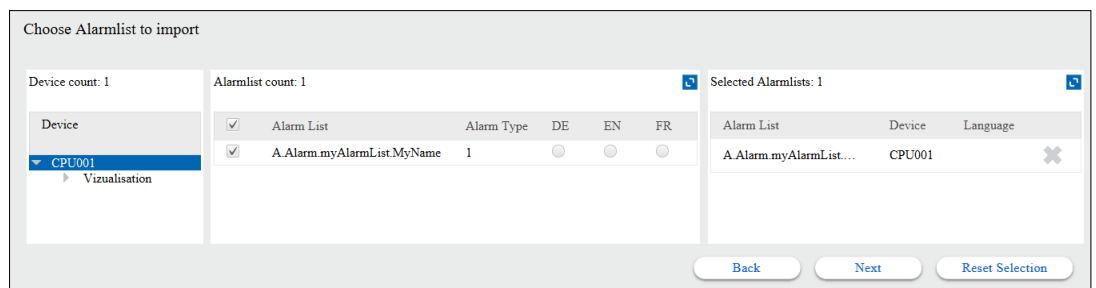 Choose Alarmlist to import
Device count: 1
Device
CPU001
Vizualisation
Alarmlist count: 1
Alarm List Alarm Type DE EN FR
A.Alarm.myAlarmList.MyName 1
Selected Alarmlists: 1
Alarm List Device Language
A.Alarm.myAlarmList.... CPU001
Back Next Reset Selection